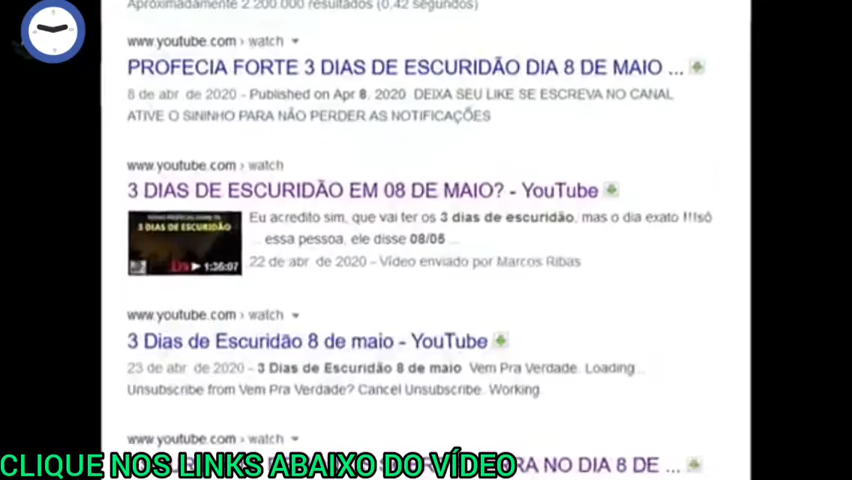 Aproximadamente 2.200.000 resultados (0,42 segundos)
www.youtube.com › watch
PROFECIA FORTE 3 DIAS DE ESCURIDÃO DIA 8 DE MAIO ...
8 de abr. de 2020 - Published on Apr 8, 2020 DEIXA SEU LIKE SE ESCREVA NO CANAL
ATIVE O SININHO PARA NÃO PERDER AS NOTIFICAÇÕES
www.youtube.com › watch
3 DIAS DE ESCURIDÃO EM 08 DE MAIO? - YouTube
3 DIAS DE ESCURIDÃO
1:36:07
Eu acredito sim, que vai ter os 3 dias de escuridão, mas o dia exato !!!só
... essa pessoa, ele disse 08/05 ...
22 de abr. de 2020 - Vídeo enviado por Marcos Ribas
www.youtube.com › watch
3 Dias de Escuridão 8 de maio - YouTube
23 de abr. de 2020 - 3 Dias de Escuridão 8 de maio Vem Pra Verdade. Loading...
Unsubscribe from Vem Pra Verdade? Cancel Unsubscribe. Working
www.youtube.com › watch
RA NO DIA 8 DE ...
CLIQUE NOS LINKS ABAIXO DO VÍDEO